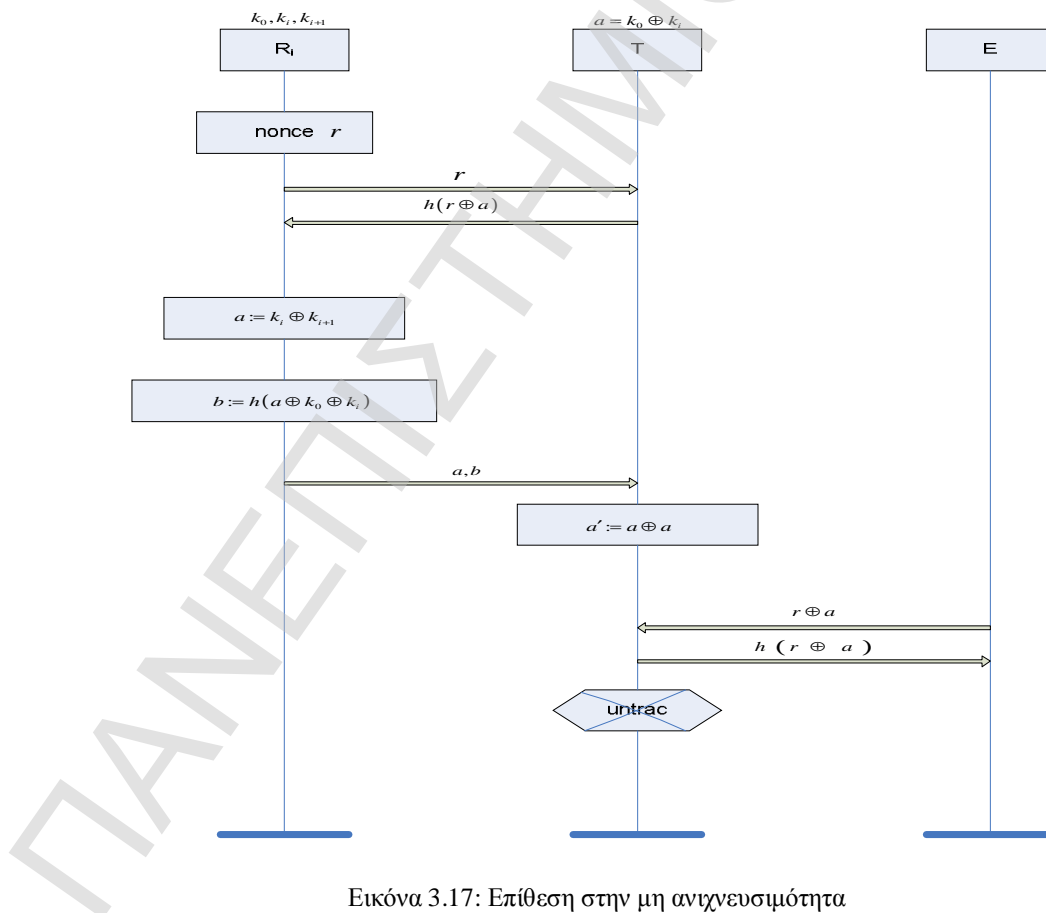 k₀, kᵢ, kᵢ₊₁
a = k₀ ⊕ kᵢ
Rᵢ
T
E
nonce r
r
h(r ⊕ a)
a := kᵢ ⊕ kᵢ₊₁
b := h(a ⊕ k₀ ⊕ kᵢ)
a,b
a′ := a ⊕ a
r ⊕ a
h (r ⊕ a)
untrac
ΠΑΝΕΠΙΣΤΗΜΙΟ
Εικόνα 3.17: Επίθεση στην μη ανιχνευσιμότητα